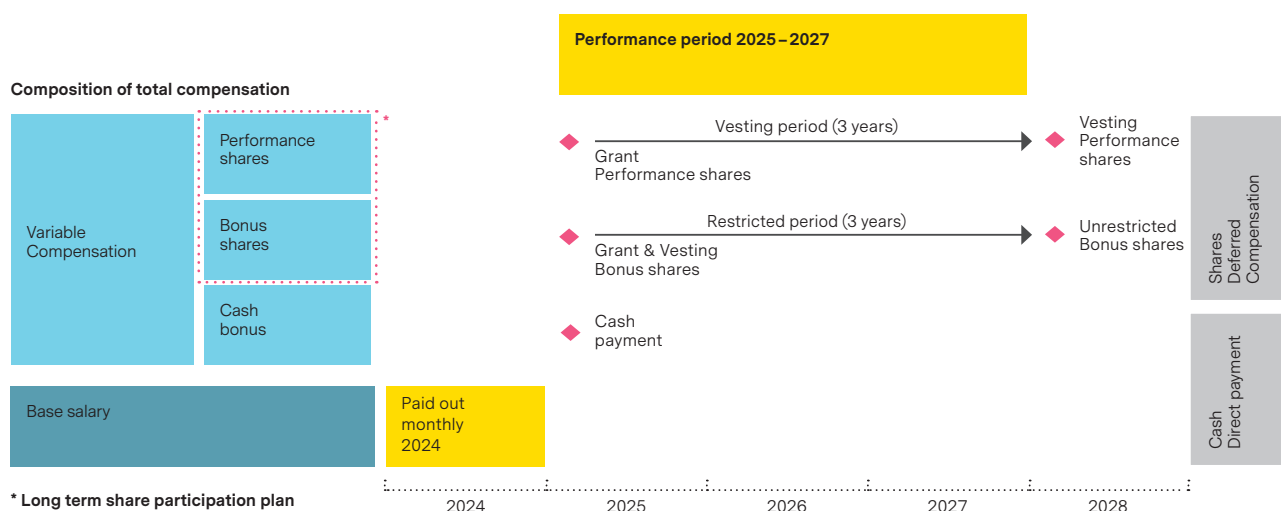 Performance period 2025–2027
Composition of total compensation
Variable
Compensation
Performance
shares
*
Bonus
shares
Cash
bonus
Vesting period (3 years)
Grant
Performance shares
Vesting
Performance
shares
Restricted period (3 years)
Grant & Vesting
Bonus shares
Unrestricted
Bonus shares
Cash
payment
Shares
Deferred
Compensation
Cash
Direct payment
Base salary
Paid out
monthly
2024
* Long term share participation plan
2024 2025 2026 2027 2028